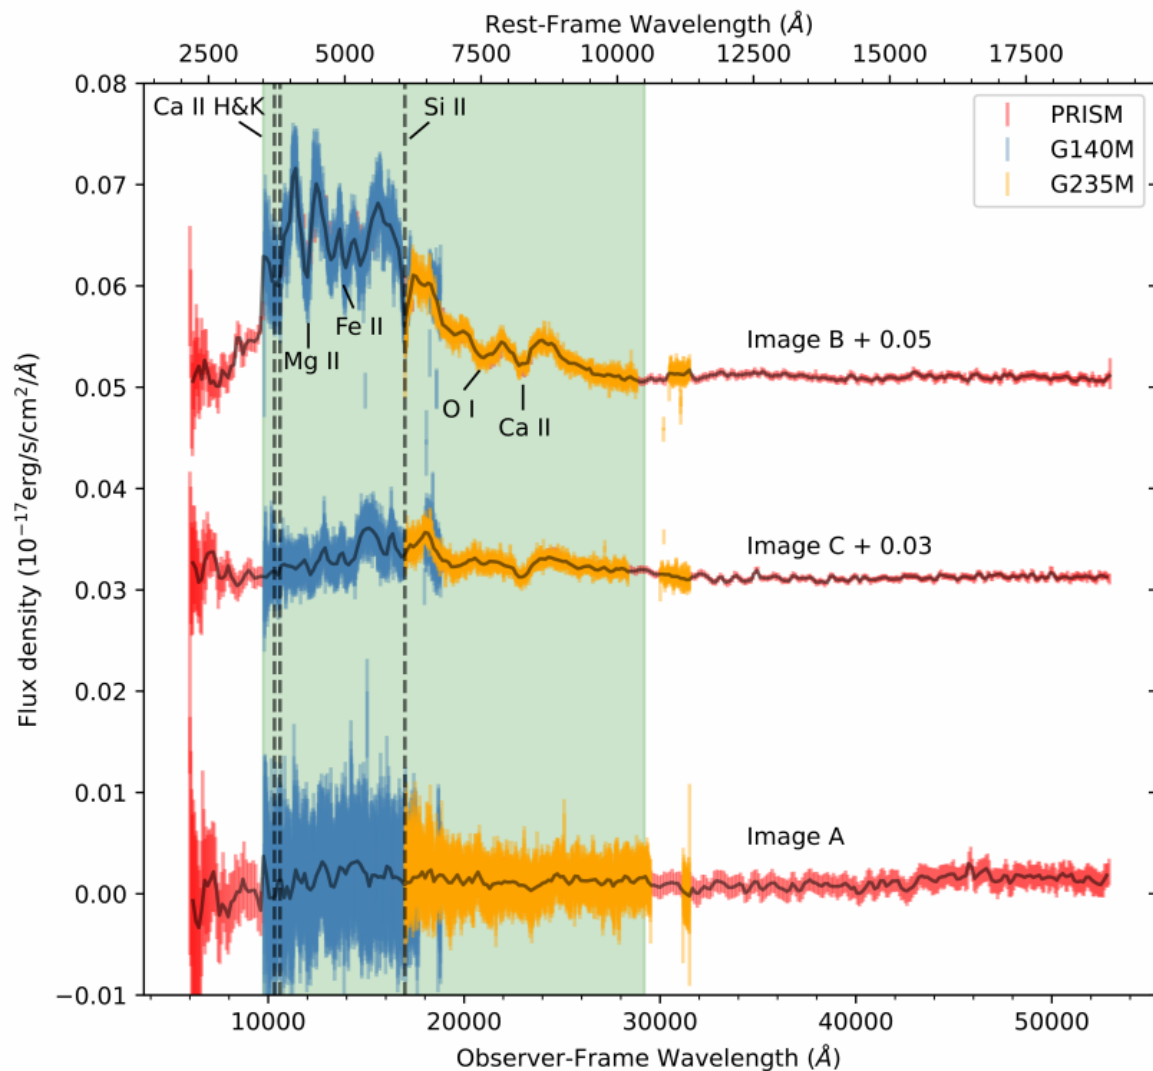 Rest-Frame Wavelength (Å)
2500 5000 7500 10000 12500 15000 17500
0.08
0.07
0.06
0.05
0.04
0.03
0.02
0.01
0.00
−0.01
Flux density (10⁻¹⁷erg/s/cm²/Å)
Ca II H&K
Si II
PRISM
G140M
G235M
Mg II
Fe II
O I
Ca II
Image B + 0.05
Image C + 0.03
Image A
10000 20000 30000 40000 50000
Observer-Frame Wavelength (Å)